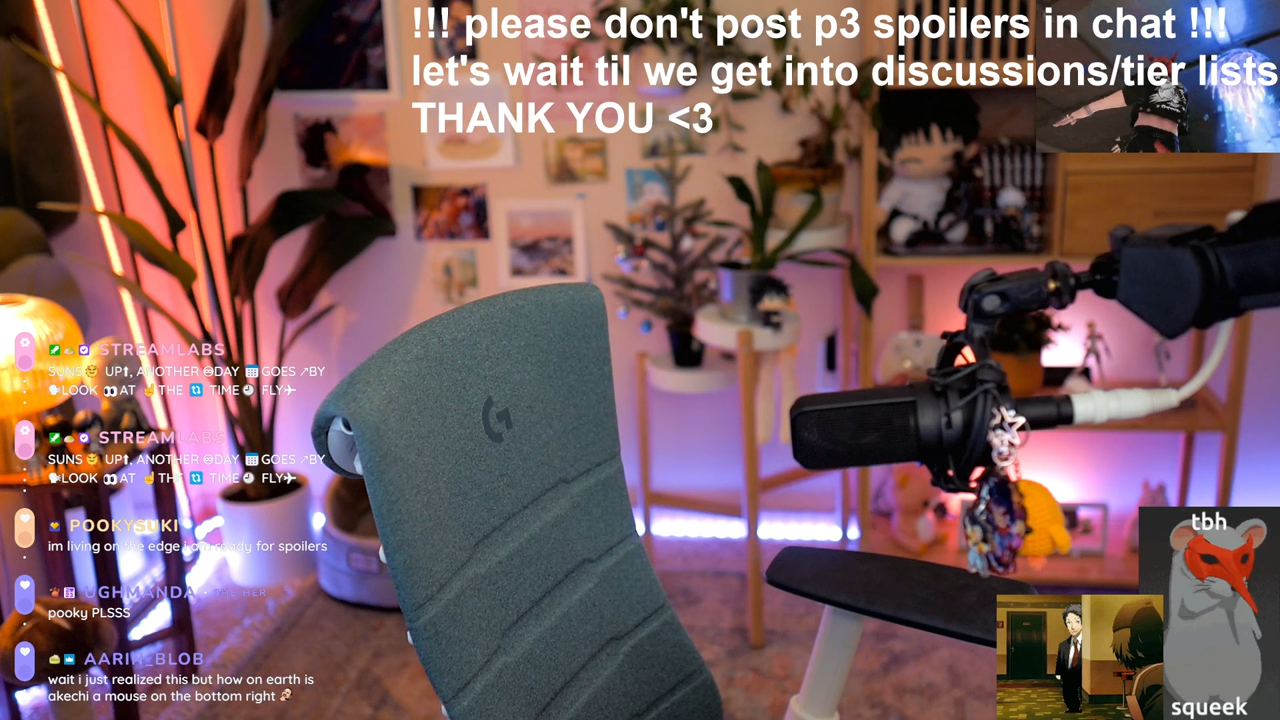 !!! please don't post p3 spoilers in chat !!!
let's wait til we get into discussions/tier lists
THANK YOU <3
STREAMLABS
SUNS🌞 UP⬆, ANOTHER ♾DAY 📅GOES ↗BY
🗣LOOK 👀AT ☝THE 🔃 TIME🕘 FLY✈
STREAMLABS
SUNS🌞 UP⬆, ANOTHER ♾DAY 📅GOES ↗BY
🗣LOOK 👀AT ☝THE 🔃 TIME🕘 FLY✈
POOKYSUKI
im living on the edge i am ready for spoilers
UGHMANDA · SHE/HER
pooky PLSSS
AARIA_BLOB
wait i just realized this but how on earth is
akechi a mouse on the bottom right
tbh
squeek